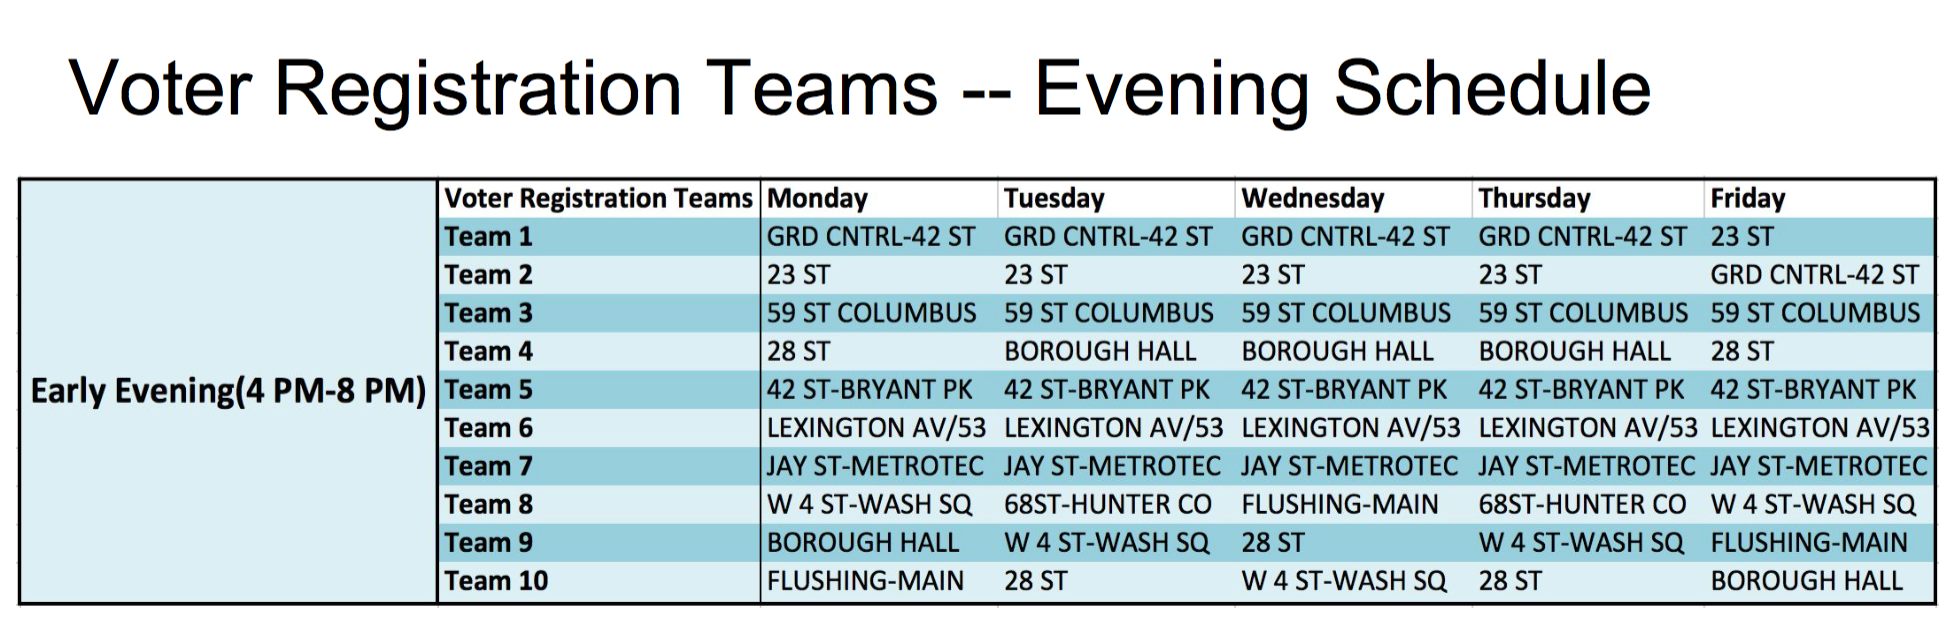 Voter Registration Teams -- Evening Schedule
Voter Registration Teams Monday Tuesday Wednesday Thursday Friday
Team 1 GRD CNTRL-42 ST GRD CNTRL-42 ST GRD CNTRL-42 ST GRD CNTRL-42 ST 23 ST
Team 2 23 ST 23 ST 23 ST 23 ST GRD CNTRL-42 ST
Team 3 59 ST COLUMBUS 59 ST COLUMBUS 59 ST COLUMBUS 59 ST COLUMBUS 59 ST COLUMBUS
Team 4 28 ST BOROUGH HALL BOROUGH HALL BOROUGH HALL 28 ST
Early Evening(4 PM-8 PM) Team 5 42 ST-BRYANT PK 42 ST-BRYANT PK 42 ST-BRYANT PK 42 ST-BRYANT PK 42 ST-BRYANT PK
Team 6 LEXINGTON AV/53 LEXINGTON AV/53 LEXINGTON AV/53 LEXINGTON AV/53 LEXINGTON AV/53
Team 7 JAY ST-METROTEC JAY ST-METROTEC JAY ST-METROTEC JAY ST-METROTEC JAY ST-METROTEC
Team 8 W 4 ST-WASH SQ 68ST-HUNTER CO FLUSHING-MAIN 68ST-HUNTER CO W 4 ST-WASH SQ
Team 9 BOROUGH HALL W 4 ST-WASH SQ 28 ST W 4 ST-WASH SQ FLUSHING-MAIN
Team 10 FLUSHING-MAIN 28 ST W 4 ST-WASH SQ 28 ST BOROUGH HALL